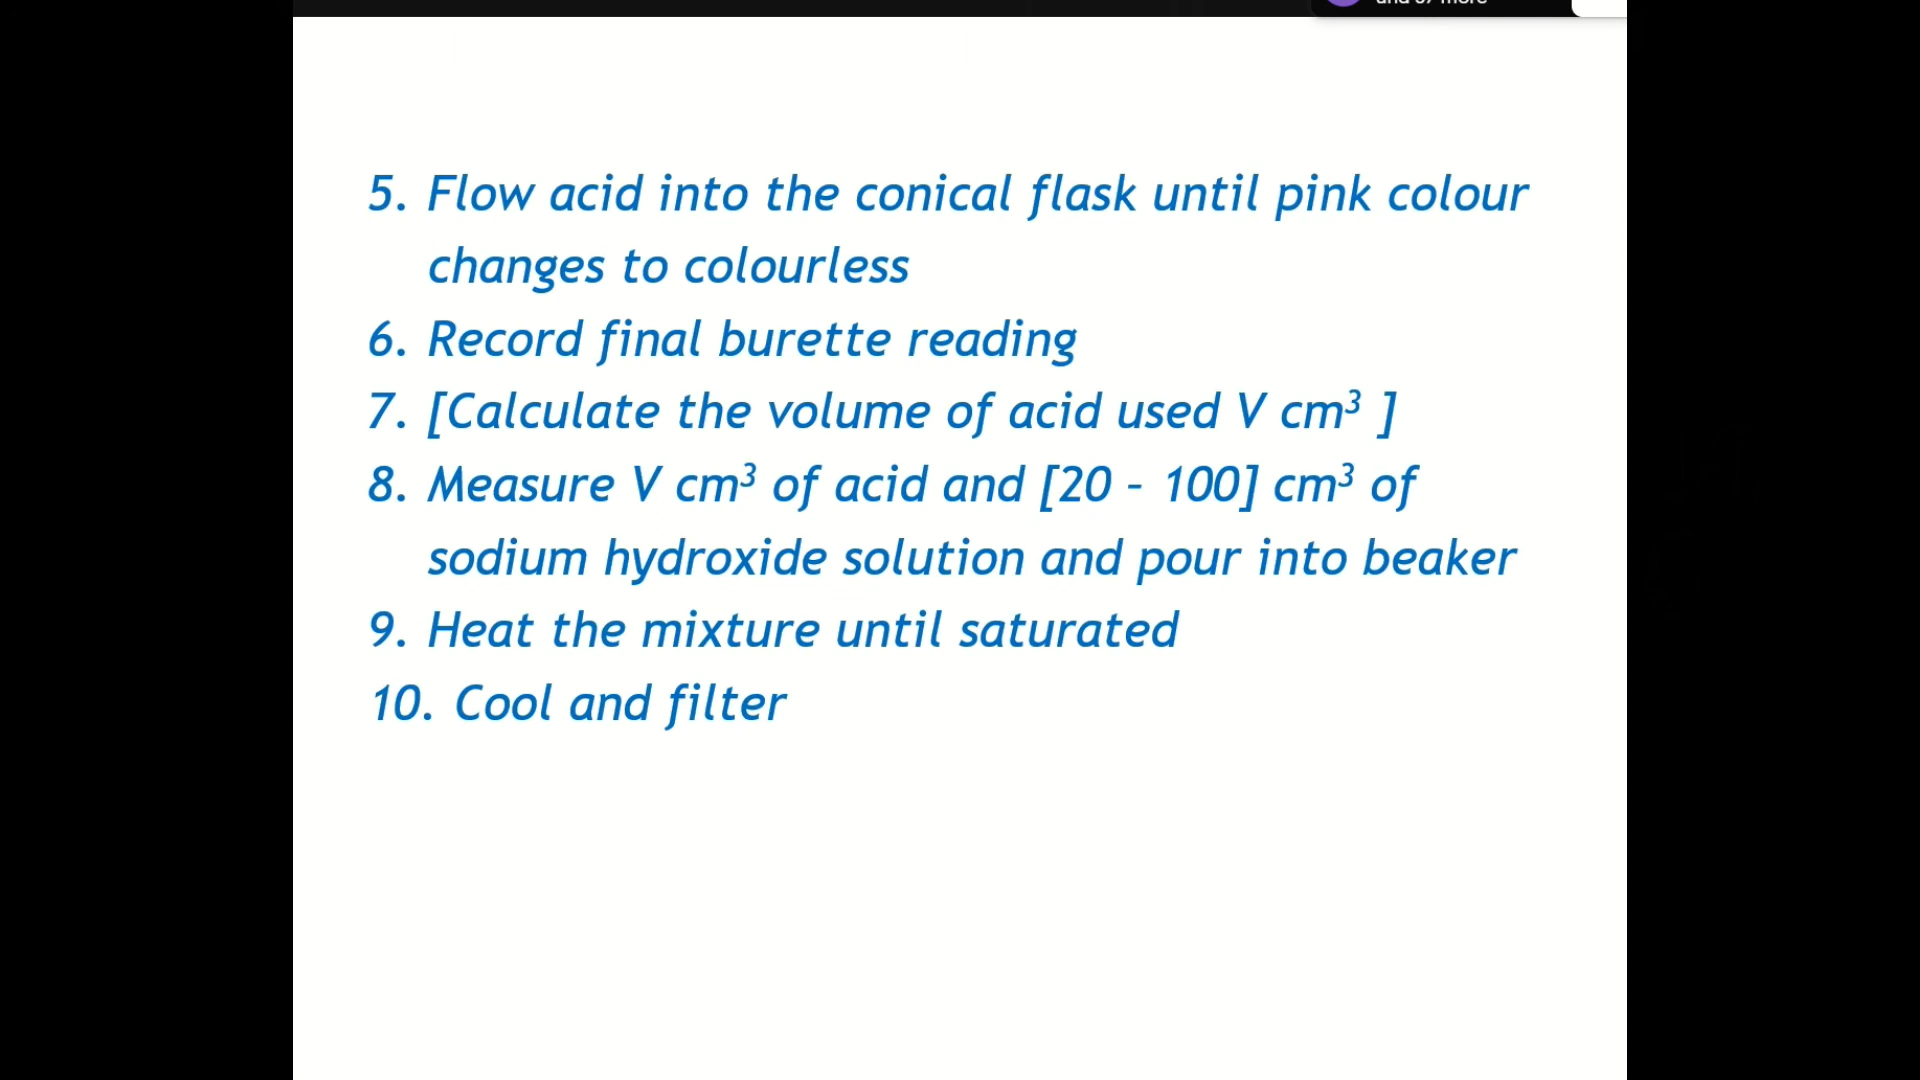 5. Flow acid into the conical flask until pink colour
changes to colourless
6. Record final burette reading
7. [Calculate the volume of acid used V cm³ ]
8. Measure V cm³ of acid and [20 – 100] cm³ of
sodium hydroxide solution and pour into beaker
9. Heat the mixture until saturated
10. Cool and filter